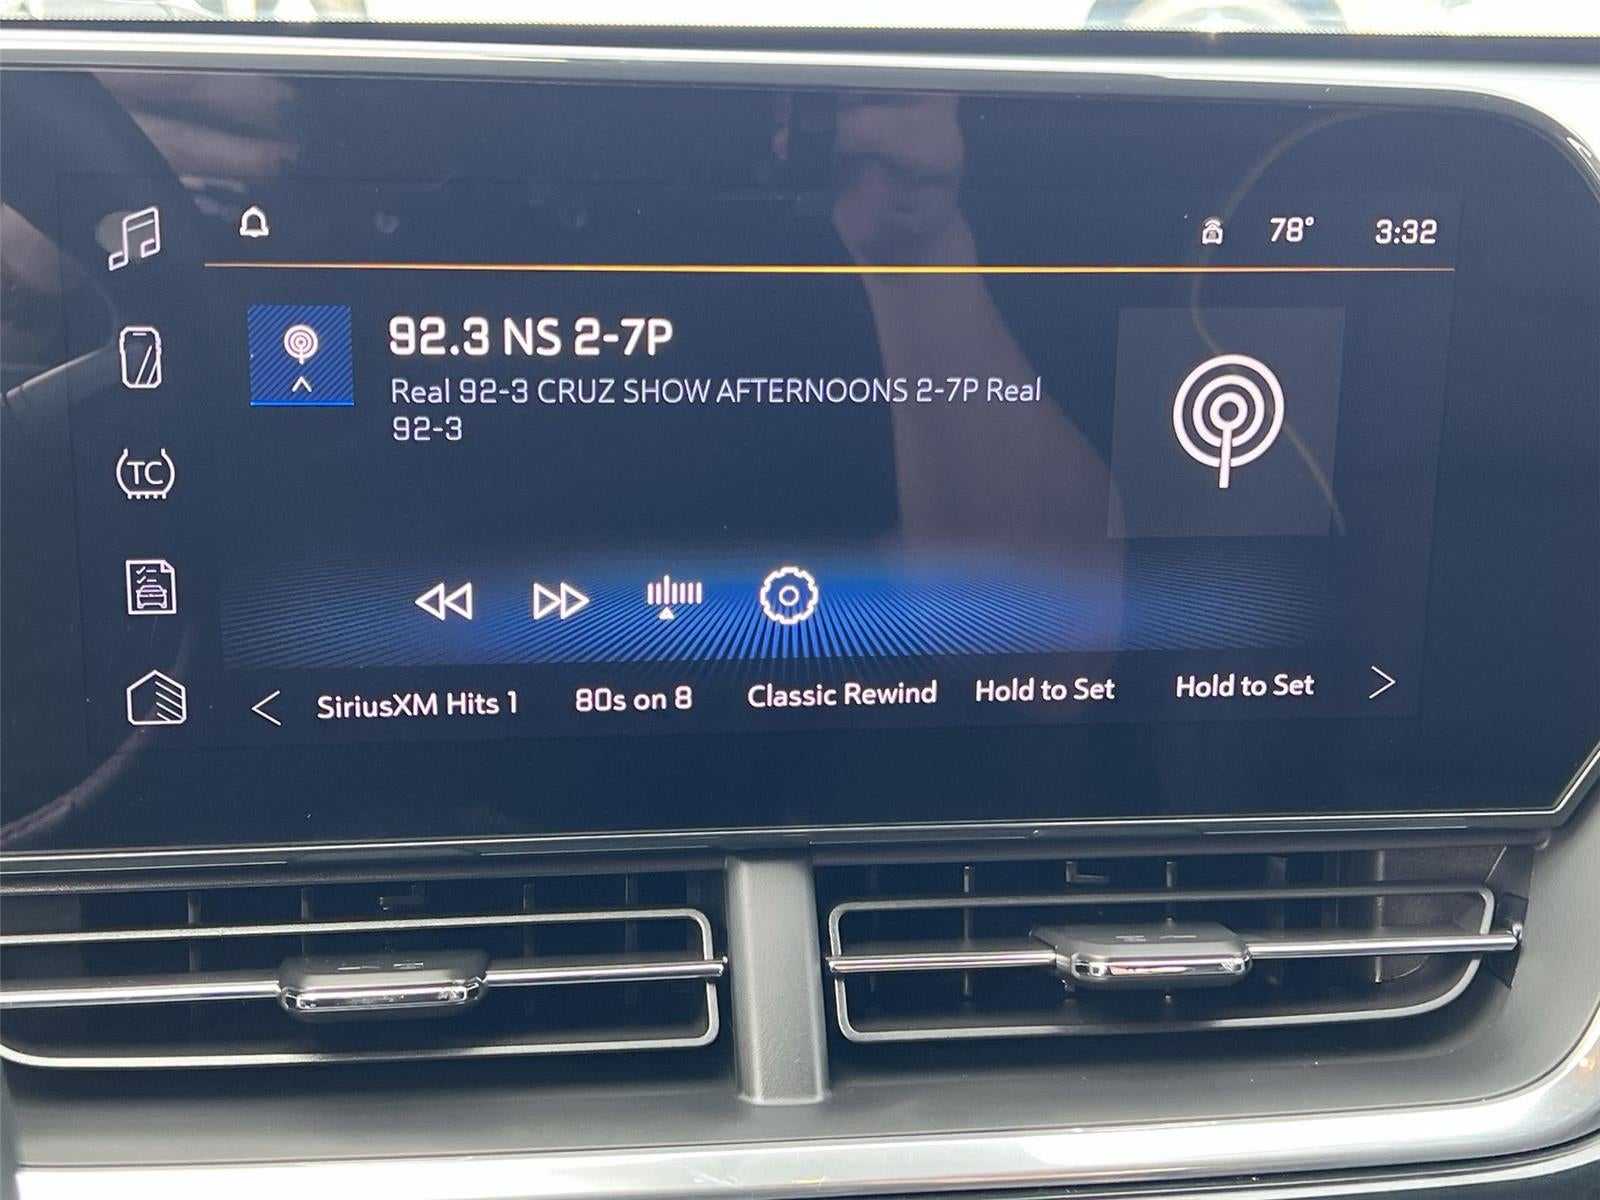 78° 3:32
92.3 NS 2-7P
Real 92-3 CRUZ SHOW AFTERNOONS 2-7P Real
92-3
TC
SiriusXM Hits 1 80s on 8 Classic Rewind Hold to Set Hold to Set